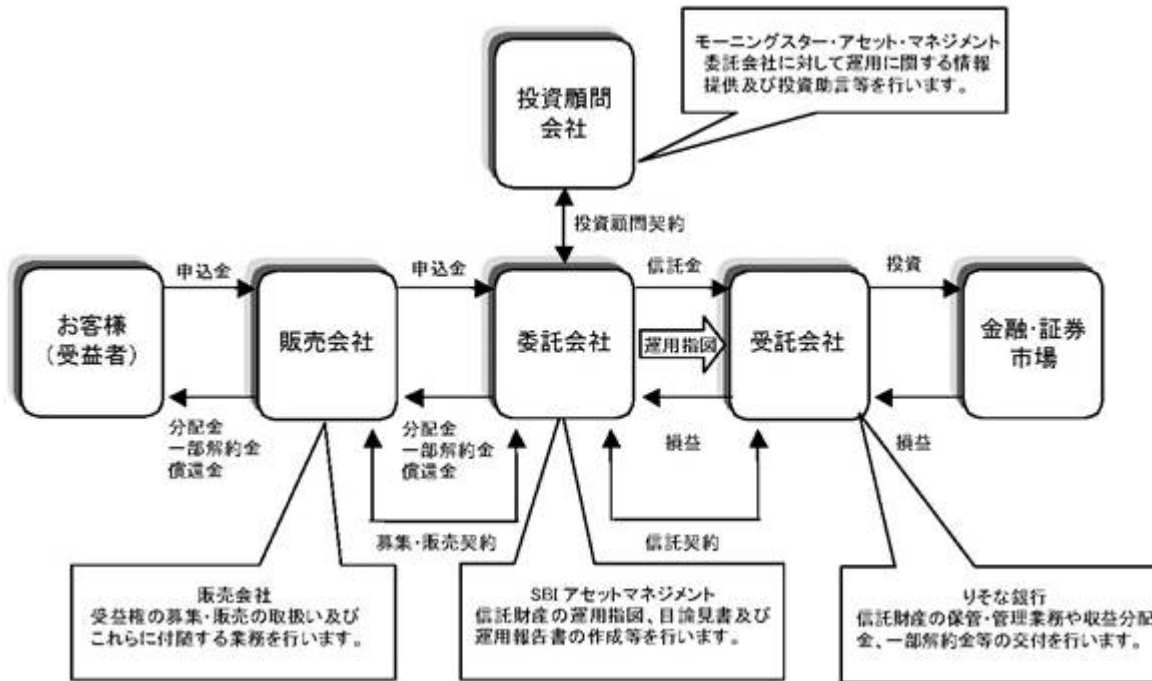 モーニングスター・アセット・マネジメント
委託会社に対して運用に関する情報
提供及び投資助言等を行います。
投資顧問
会社
投資顧問契約
申込金
申込金
信託金
投資
お客様
(受益者)
販売会社
委託会社
運用指図
受託会社
金融・証券
市場
分配金
一部解約金
償還金
分配金
一部解約金
償還金
損益
損益
募集・販売契約
信託契約
販売会社
受益権の募集・販売の取扱い及び
これらに付随する業務を行います。
SBIアセットマネジメント
信託財産の運用指図、目論見書及び
運用報告書の作成等を行います。
りそな銀行
信託財産の保管・管理業務や収益分配
金、一部解約金等の交付を行います。